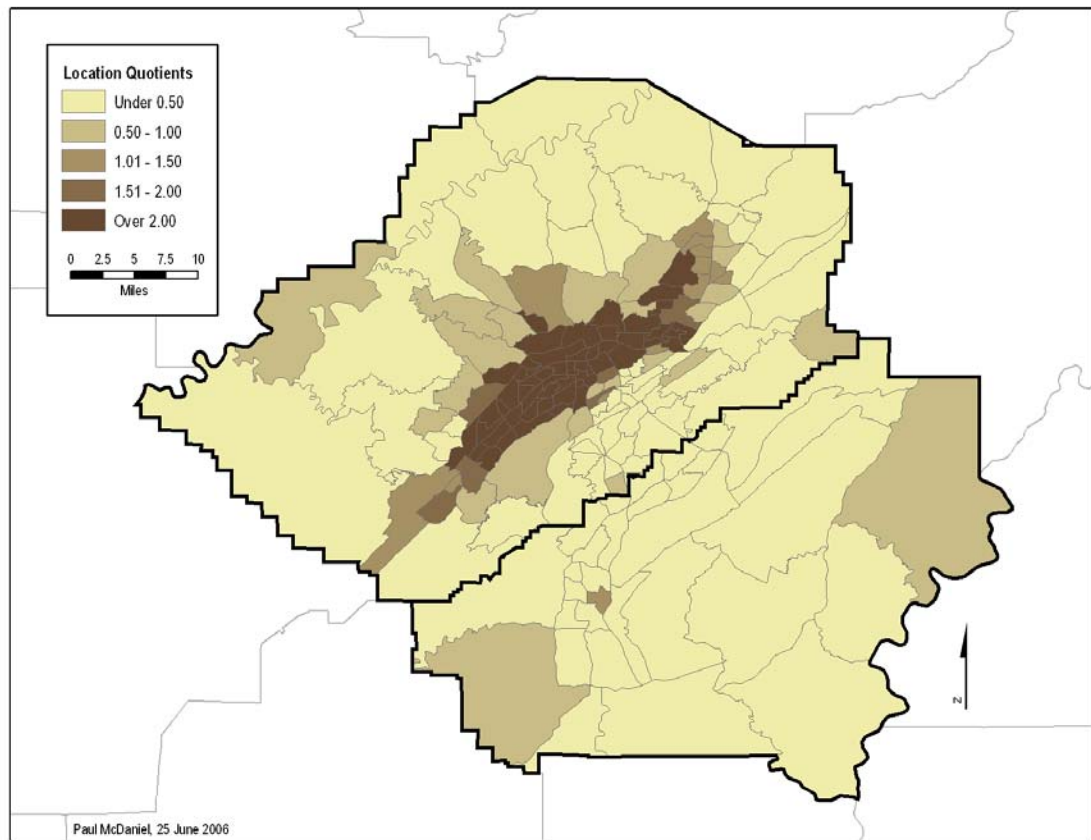 Location Quotients
Under 0.50
0.50 - 1.00
1.01 - 1.50
1.51 - 2.00
Over 2.00
0 2.5 5 7.5 10
Miles
N
Paul McDaniel, 25 June 2006